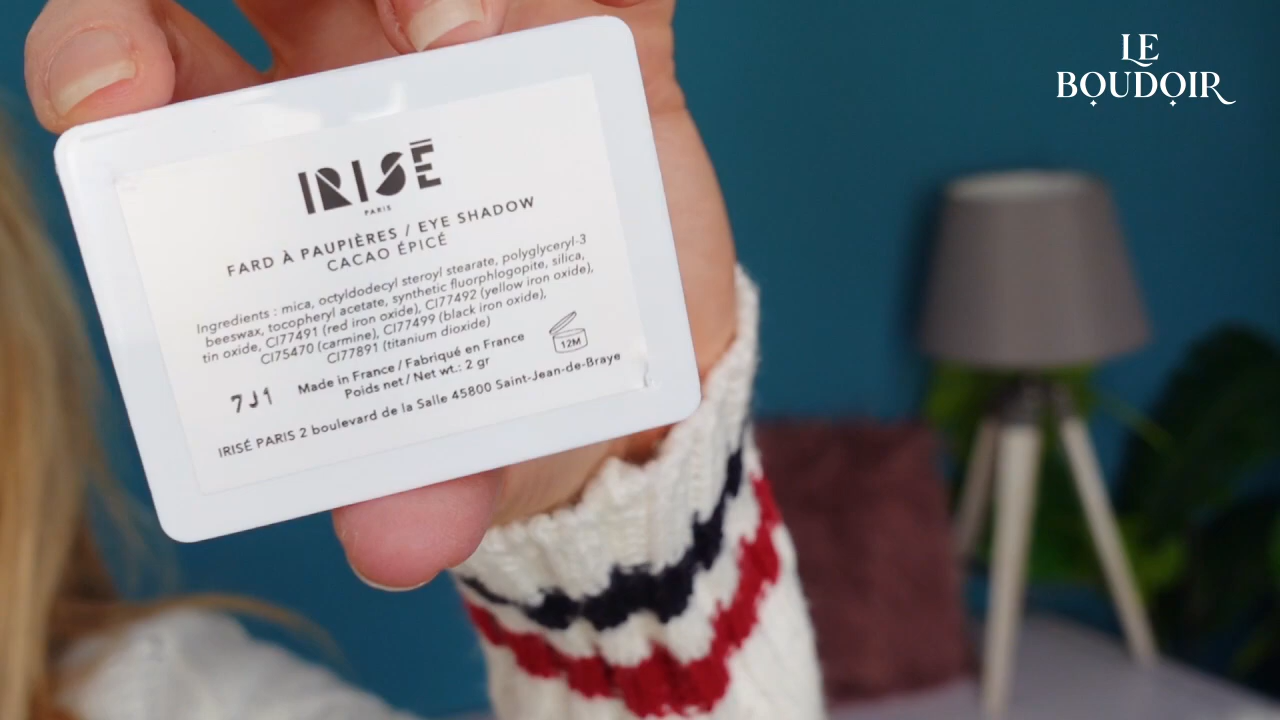 LE
BOUDOIR
IRISÉ
PARIS
FARD À PAUPIÈRES / EYE SHADOW
CACAO ÉPICÉ
Ingredients : mica, octyldodecyl steroyl stearate, polyglyceryl-3
beeswax, tocopheryl acetate, synthetic fluorphlogopite, silica,
tin oxide, CI77491 (red iron oxide), CI77492 (yellow iron oxide),
CI75470 (carmine), CI77499 (black iron oxide),
CI77891 (titanium dioxide)
12M
7J1
Made in France / Fabriqué en France
Poids net / Net wt.: 2 gr
IRISÉ PARIS 2 boulevard de la Salle 45800 Saint-Jean-de-Braye